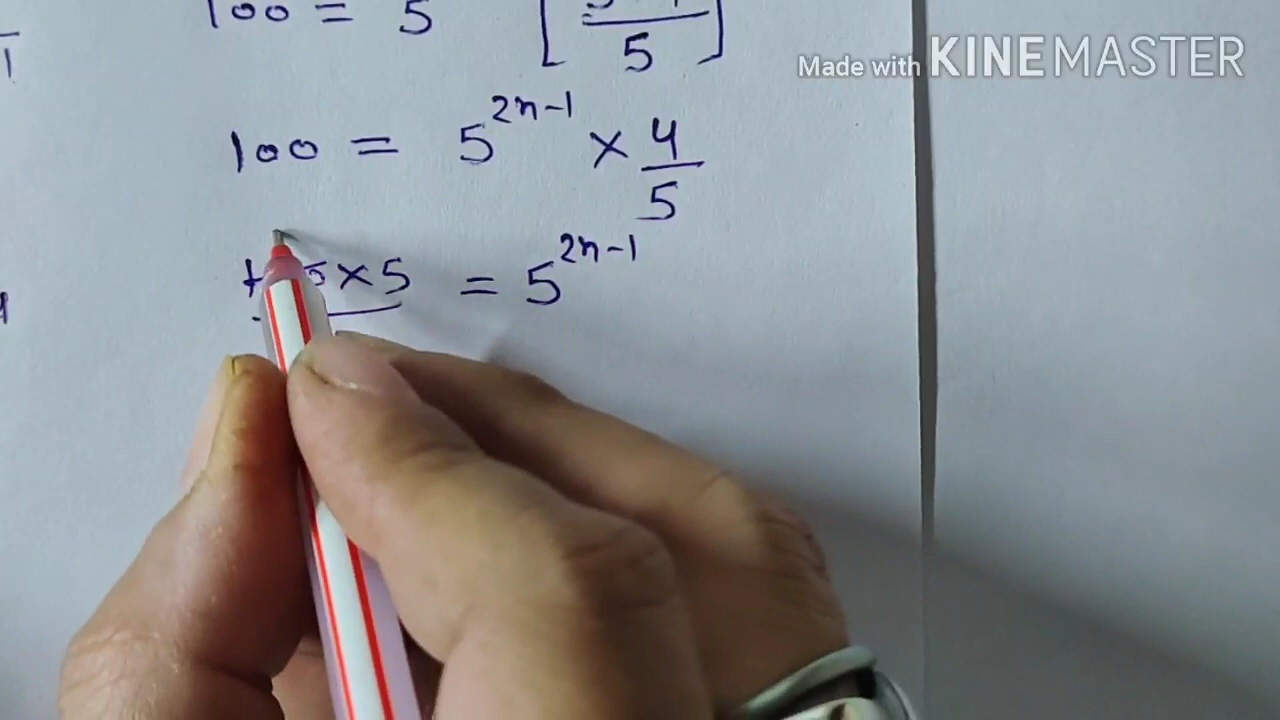 100 = 5 [ / 5 ]
Made with KINEMASTER
100 = 5^{2n-1} × 4/5
×5 = 5^{2n-1}